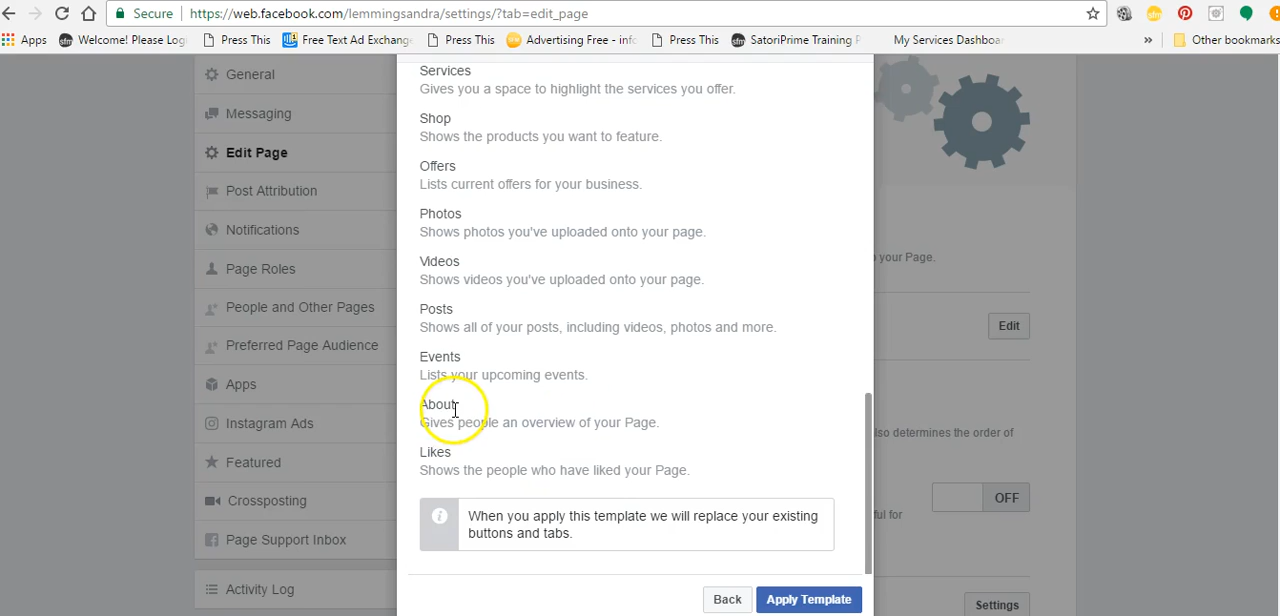 Secure https://web.facebook.com/lemmingsandra/settings/?tab=edit_page
Apps Welcome! Please Log Press This Free Text Ad Exchange Press This Advertising Free - info Press This SatoriPrime Training P My Services Dashboar » Other bookmarks
Services
General
Gives you a space to highlight the services you offer.
Messaging
Shop
Shows the products you want to feature.
Edit Page
Offers
Lists current offers for your business.
Post Attribution
Photos
Shows photos you've uploaded onto your page.
Notifications
Videos
your Page.
Page Roles
Shows videos you've uploaded onto your page.
People and Other Pages
Posts
Shows all of your posts, including videos, photos and more.
Edit
Preferred Page Audience
Events
Lists your upcoming events.
Apps
About
Gives people an overview of your Page.
Instagram Ads
lso determines the order of
Likes
Featured
Shows the people who have liked your Page.
Crossposting
OFF
When you apply this template we will replace your existing
buttons and tabs.
ful for
Page Support Inbox
Activity Log
Back
Apply Template
Settings